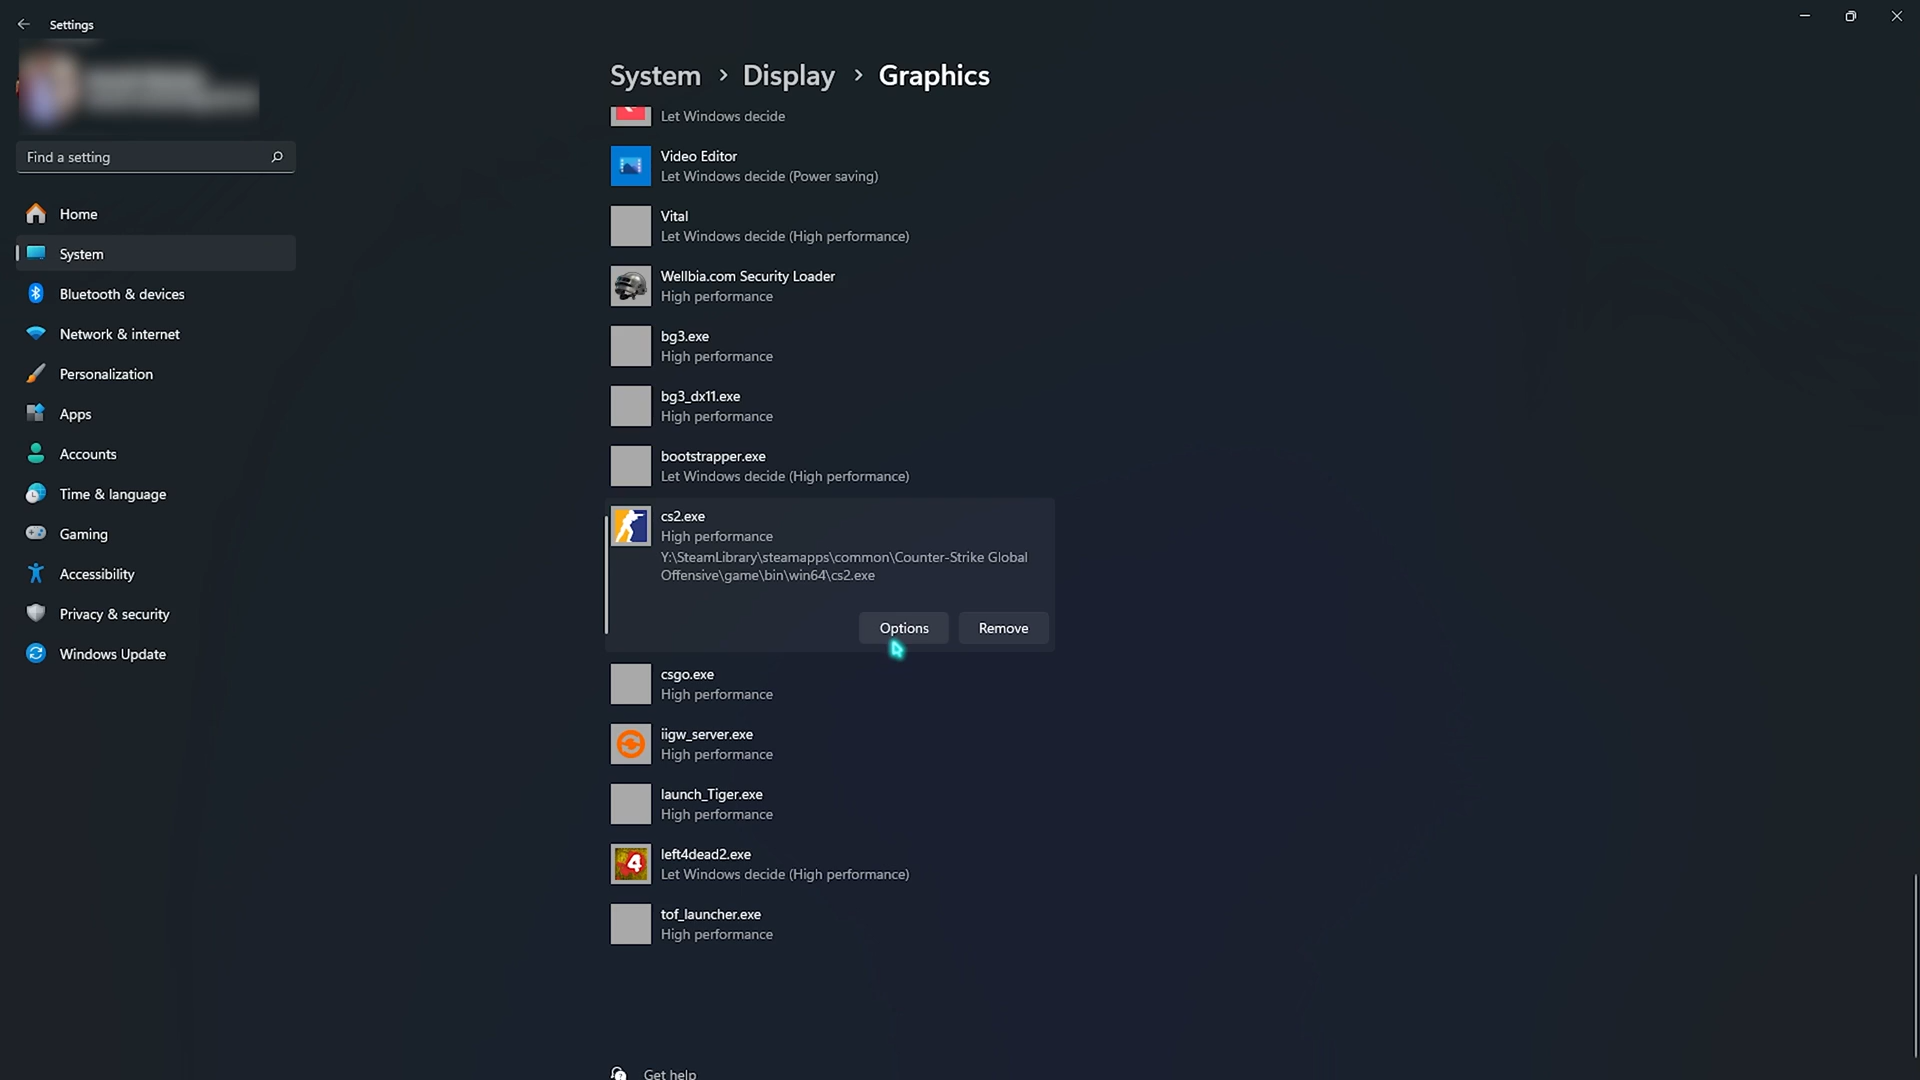 Settings
Find a setting
Home
System
Bluetooth & devices
Network & internet
Personalization
Apps
Accounts
Time & language
Gaming
Accessibility
Privacy & security
Windows Update
System > Display > Graphics
Let Windows decide
Video Editor
Let Windows decide (Power saving)
Vital
Let Windows decide (High performance)
Wellbia.com Security Loader
High performance
bg3.exe
High performance
bg3_dx11.exe
High performance
bootstrapper.exe
Let Windows decide (High performance)
cs2.exe
High performance
Y:\SteamLibrary\steamapps\common\Counter-Strike Global
Offensive\game\bin\win64\cs2.exe
Options Remove
csgo.exe
High performance
iigw_server.exe
High performance
launch_Tiger.exe
High performance
4
left4dead2.exe
Let Windows decide (High performance)
tof_launcher.exe
High performance
Get help